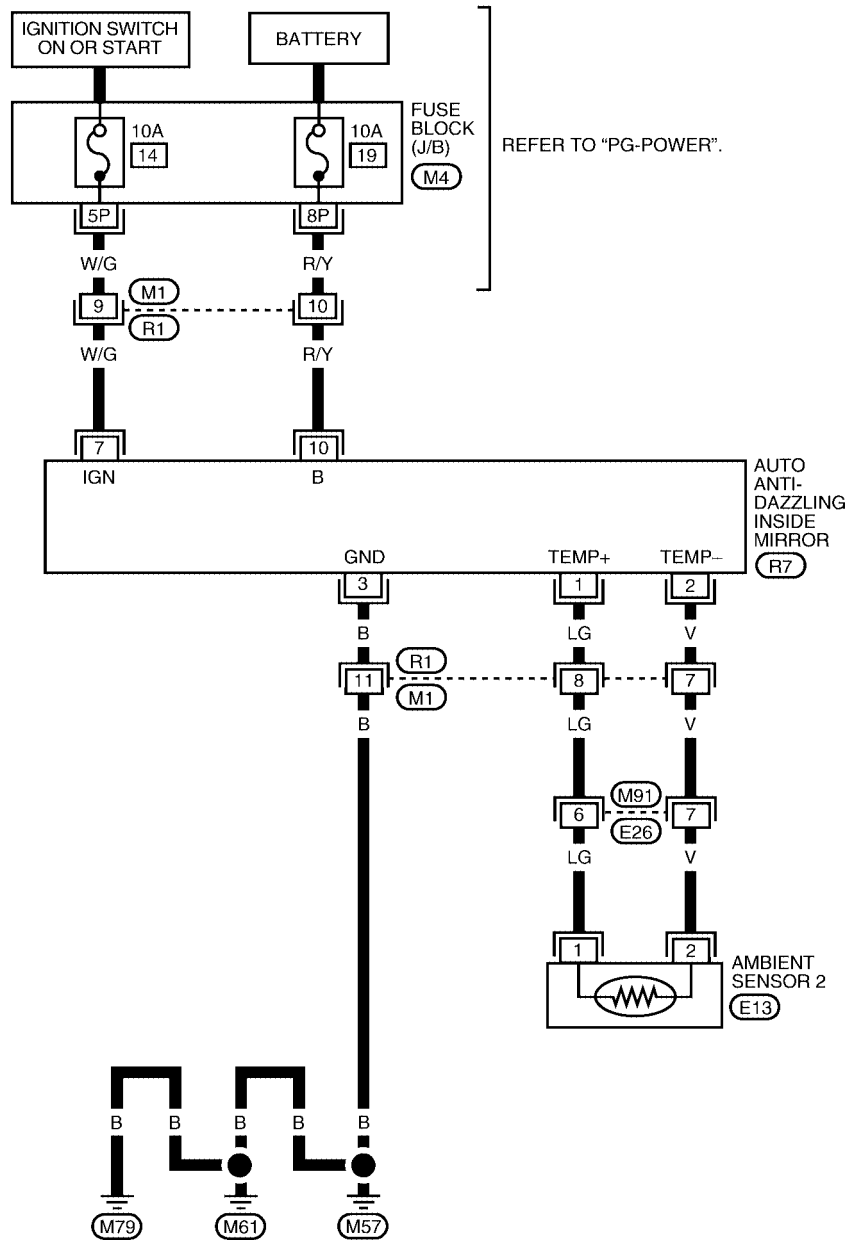 IGNITION SWITCH
ON OR START
BATTERY
FUSE
BLOCK
(J/B)
M4
REFER TO “PG-POWER”.
10A
14
10A
19
5P
8P
W/G
R/Y
9
M1
R1
10
W/G
R/Y
7
10
IGN
B
AUTO
ANTI-
DAZZLING
INSIDE
MIRROR
R7
GND
TEMP+
TEMP–
3
1
2
B
LG
V
11
R1
M1
8
7
B
LG
V
6
M91
E26
7
LG
V
1
2
AMBIENT
SENSOR 2
E13
B
B
B
B
B
M79
M61
M57